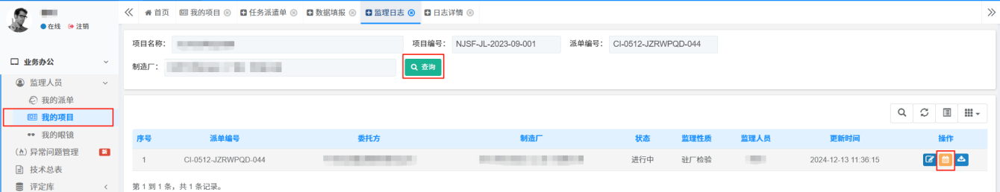 首页 我的项目 任务派遣单 数据填报 监理日志 日志详情
在线 注销
项目名称： 项目编号： NJSF-JL-2023-09-001 派单编号： CI-0512-JZRWPQD-044
业务办公
制造厂： 查询
监理人员
我的派单
我的项目
我的眼镜
序号 派单编号 委托方 制造厂 状态 监理性质 监理人员 更新时间 操作
异常问题管理 新
1 CI-0512-JZRWPQD-044 进行中 驻厂检验 2024-12-13 11:36:15
技术总表
评定库
第 1 到 1 条，共 1 条记录。